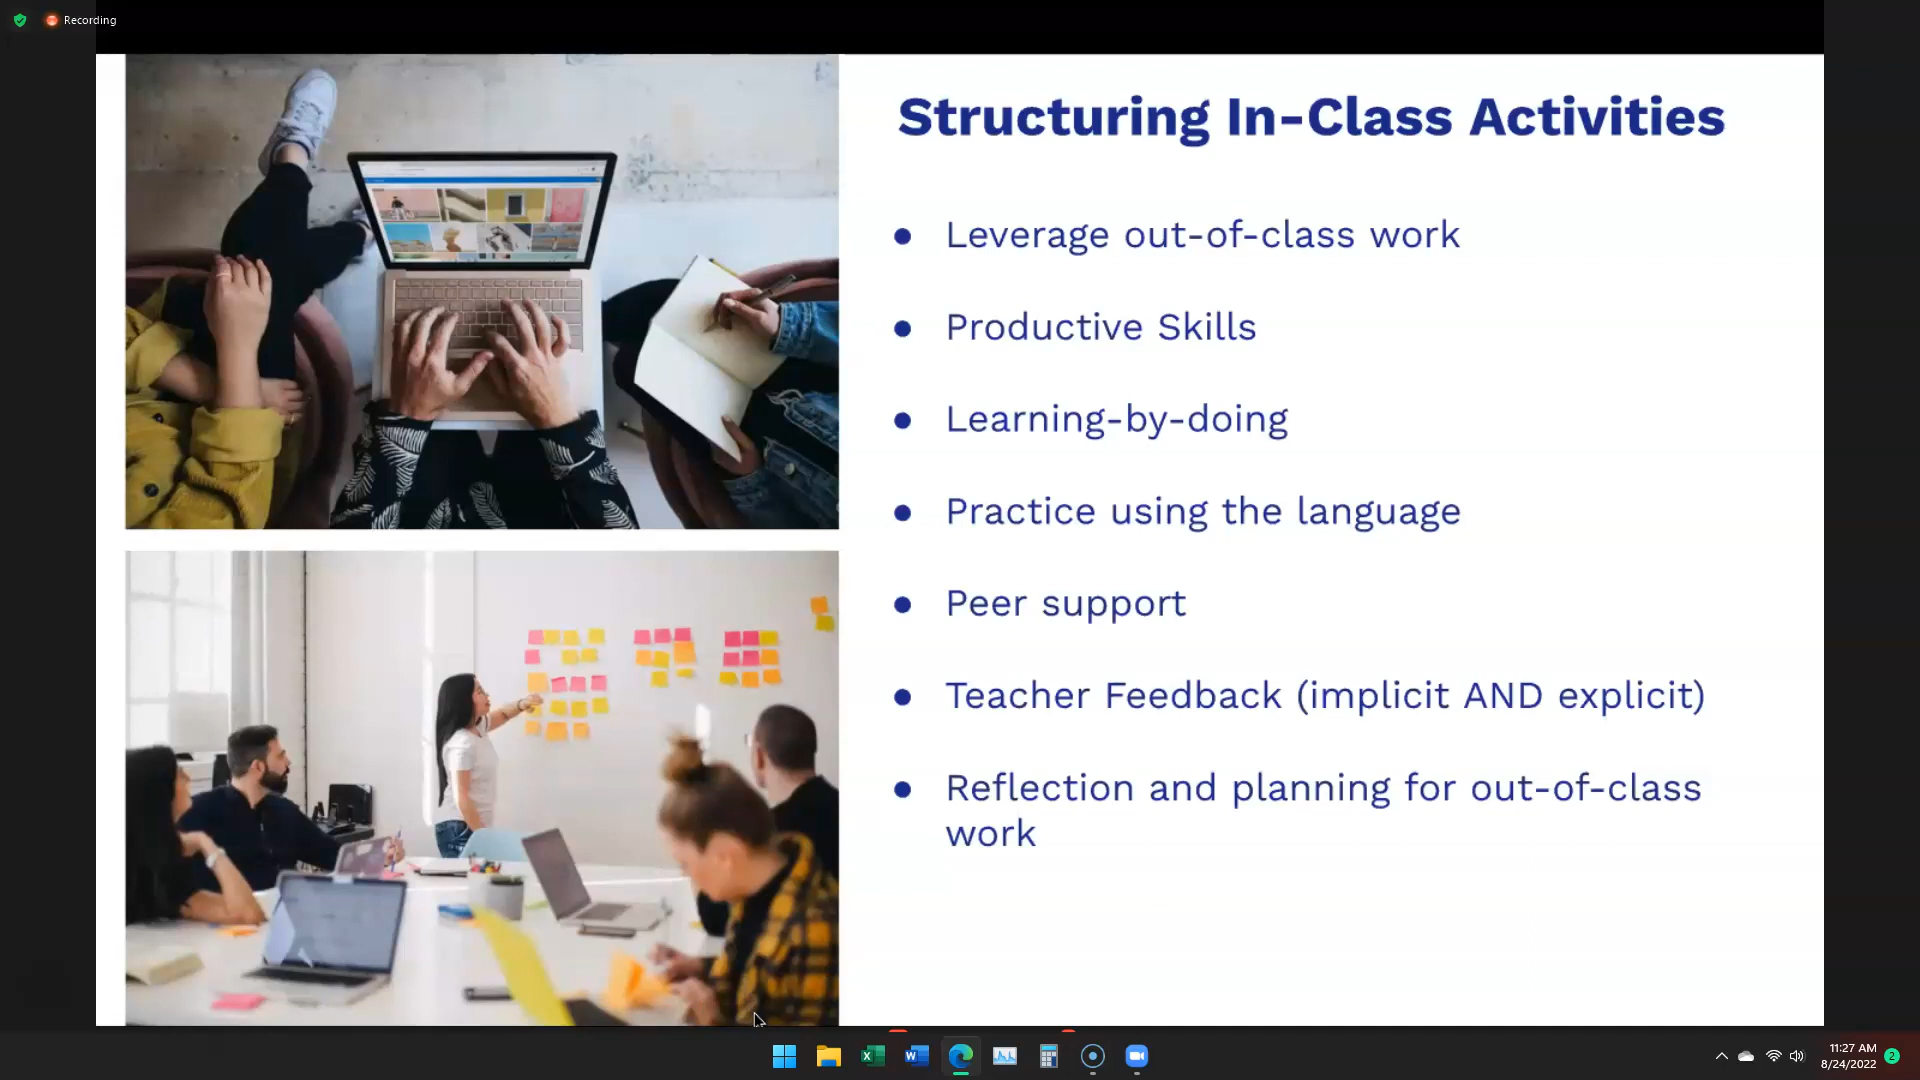 Recording
Structuring In-Class Activities
● Leverage out-of-class work
● Productive Skills
● Learning-by-doing
● Practice using the language
● Peer support
● Teacher Feedback (implicit AND explicit)
● Reflection and planning for out-of-class
work
11:27 AM
8/24/2022
2